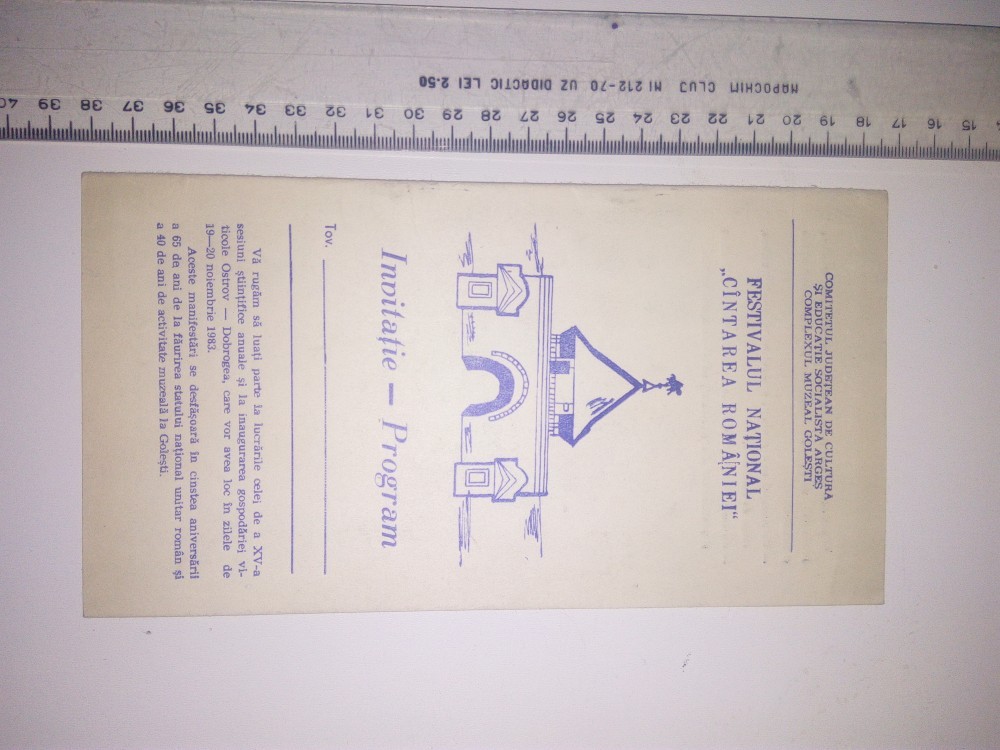 COMITETUL JUDEȚEAN DE CULTURĂ
ȘI EDUCAȚIE SOCIALISTĂ ARGEȘ
COMPLEXUL MUZEAL GOLEȘTI
FESTIVALUL NAȚIONAL
„CÎNTAREA ROMÂNIEI“
Invitație — Program
Tov.
Vă rugăm să luați parte la lucrările celei de a XV-a
sesiuni științifice anuale și la inaugurarea gospodăriei vi-
ticole Ostrov — Dobrogea, care vor avea loc în zilele de
19—20 noiembrie 1983.
Aceste manifestări se desfășoară în cinstea aniversării
a 65 de ani de la făurirea statului național unitar român și
a 40 de ani de activitate muzeală la Golești.
NAPOCHIM CLUJ NI 212-70 UZ DIDACTIC LEI 2.50
15 16 17 18 19 20 21 22 23 24 25 26 27 28 29 30 31 32 33 34 35 36 37 38 39 40